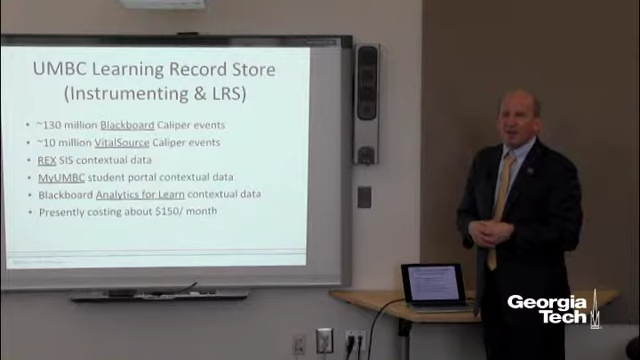 UMBC Learning Record Store
(Instrumenting & LRS)
• ~130 million Blackboard Caliper events
• ~10 million VitalSource Caliper events
• REX SIS contextual data
• MyUMBC student portal contextual data
• Blackboard Analytics for Learn contextual data
• Presently costing about $150/ month
Georgia
Tech